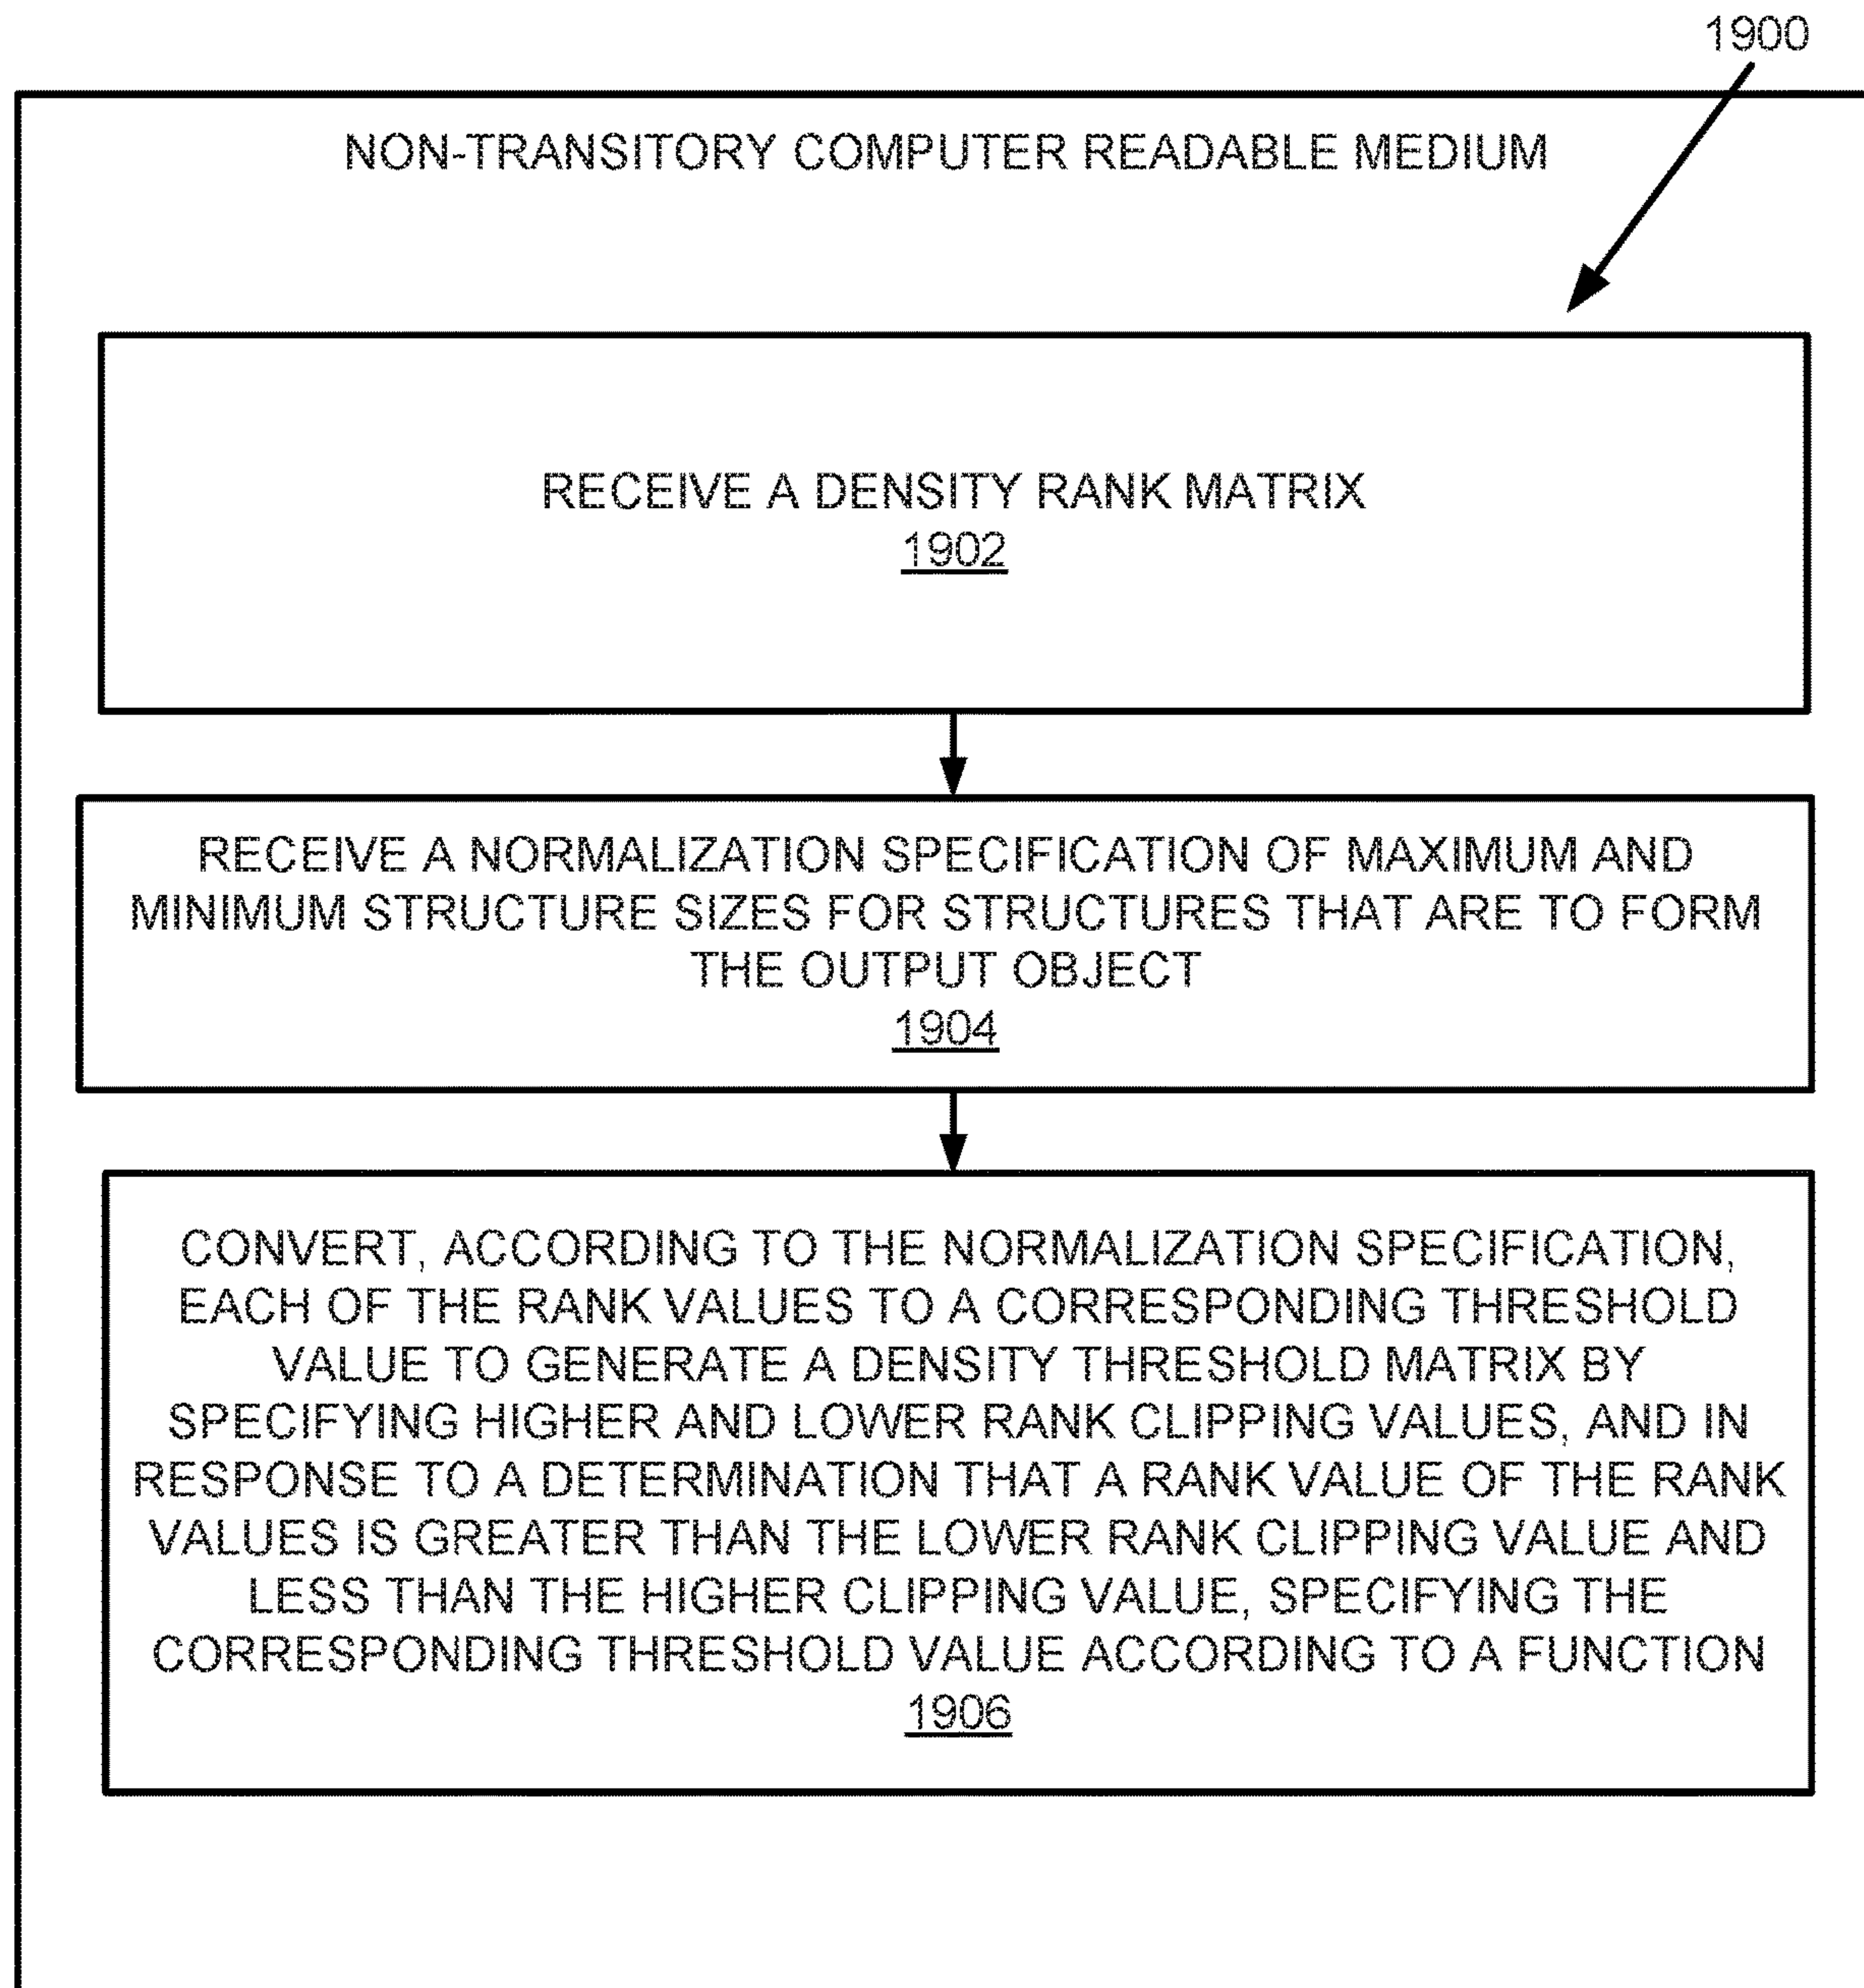 1900
NON-TRANSITORY COMPUTER READABLE MEDIUM
RECEIVE A DENSITY RANK MATRIX
1902
RECEIVE A NORMALIZATION SPECIFICATION OF MAXIMUM AND
MINIMUM STRUCTURE SIZES FOR STRUCTURES THAT ARE TO FORM
THE OUTPUT OBJECT
1904
CONVERT, ACCORDING TO THE NORMALIZATION SPECIFICATION,
EACH OF THE RANK VALUES TO A CORRESPONDING THRESHOLD
VALUE TO GENERATE A DENSITY THRESHOLD MATRIX BY
SPECIFYING HIGHER AND LOWER RANK CLIPPING VALUES, AND IN
RESPONSE TO A DETERMINATION THAT A RANK VALUE OF THE RANK
VALUES IS GREATER THAN THE LOWER RANK CLIPPING VALUE AND
LESS THAN THE HIGHER CLIPPING VALUE, SPECIFYING THE
CORRESPONDING THRESHOLD VALUE ACCORDING TO A FUNCTION
1906